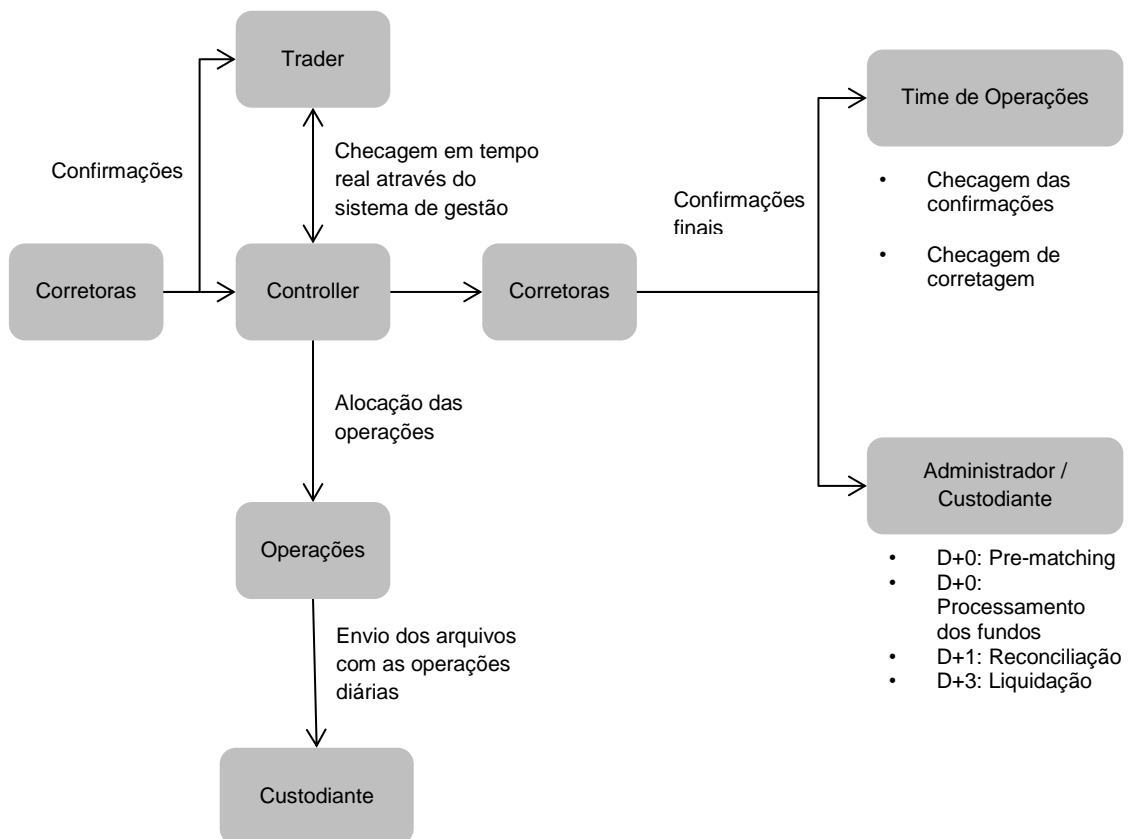 Trader
Time de Operações
Confirmações
Checagem em tempo
real através do
sistema de gestão
Confirmações
finais
• Checagem das
confirmações
• Checagem de
corretagem
Corretoras
Controller
Corretoras
Alocação das
operações
Administrador /
Custodiante
Operações
• D+0: Pre-matching
• D+0:
Processamento
dos fundos
• D+1: Reconciliação
• D+3: Liquidação
Envio dos arquivos
com as operações
diárias
Custodiante